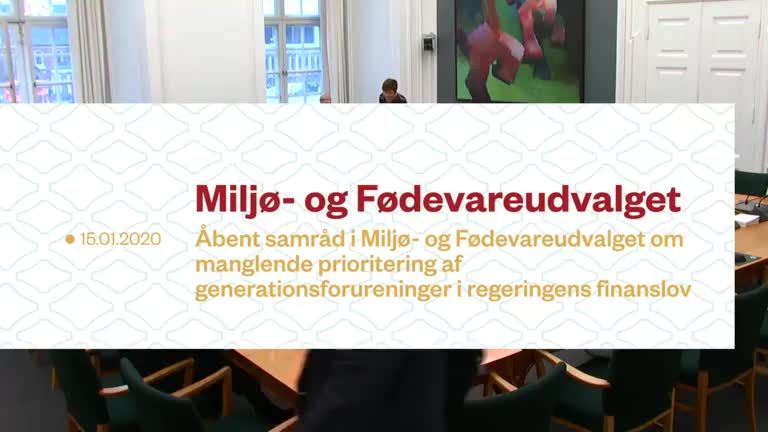 Miljø- og Fødevareudvalget
15.01.2020
Åbent samråd i Miljø- og Fødevareudvalget om
manglende prioritering af
generationsforureninger i regeringens finanslov